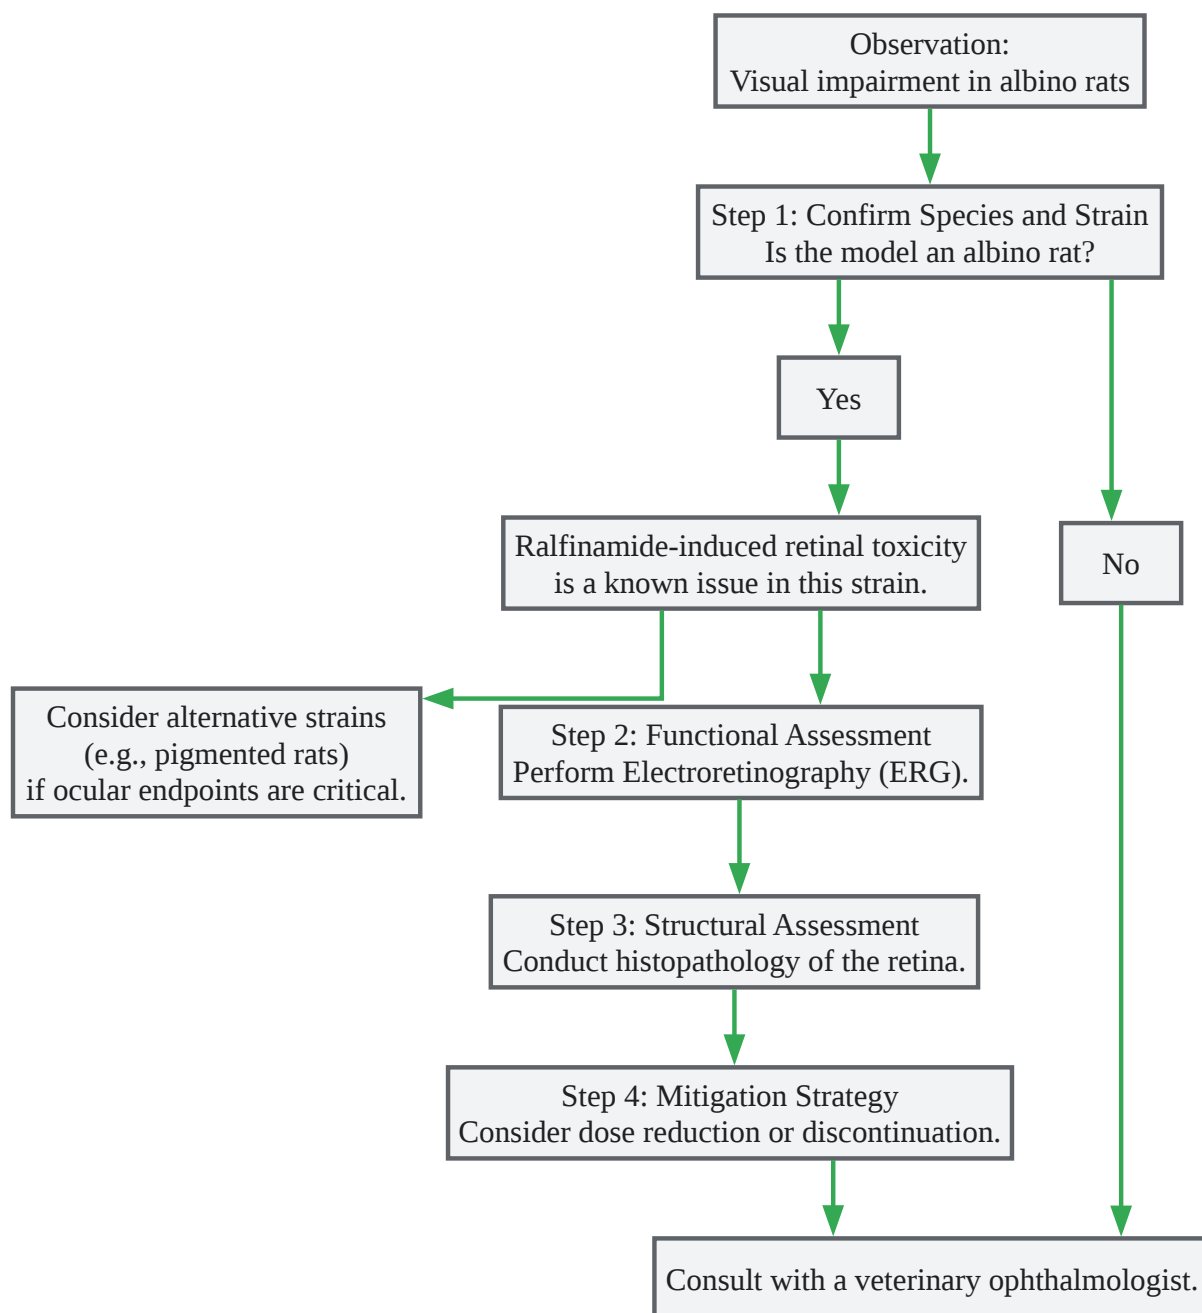 Observation:
Visual impairment in albino rats
Step 1: Confirm Species and Strain
Is the model an albino rat?
Yes
No
Ralfinamide-induced retinal toxicity
is a known issue in this strain.
Consider alternative strains
(e.g., pigmented rats)
if ocular endpoints are critical.
Step 2: Functional Assessment
Perform Electroretinography (ERG).
Step 3: Structural Assessment
Conduct histopathology of the retina.
Step 4: Mitigation Strategy
Consider dose reduction or discontinuation.
Consult with a veterinary ophthalmologist.